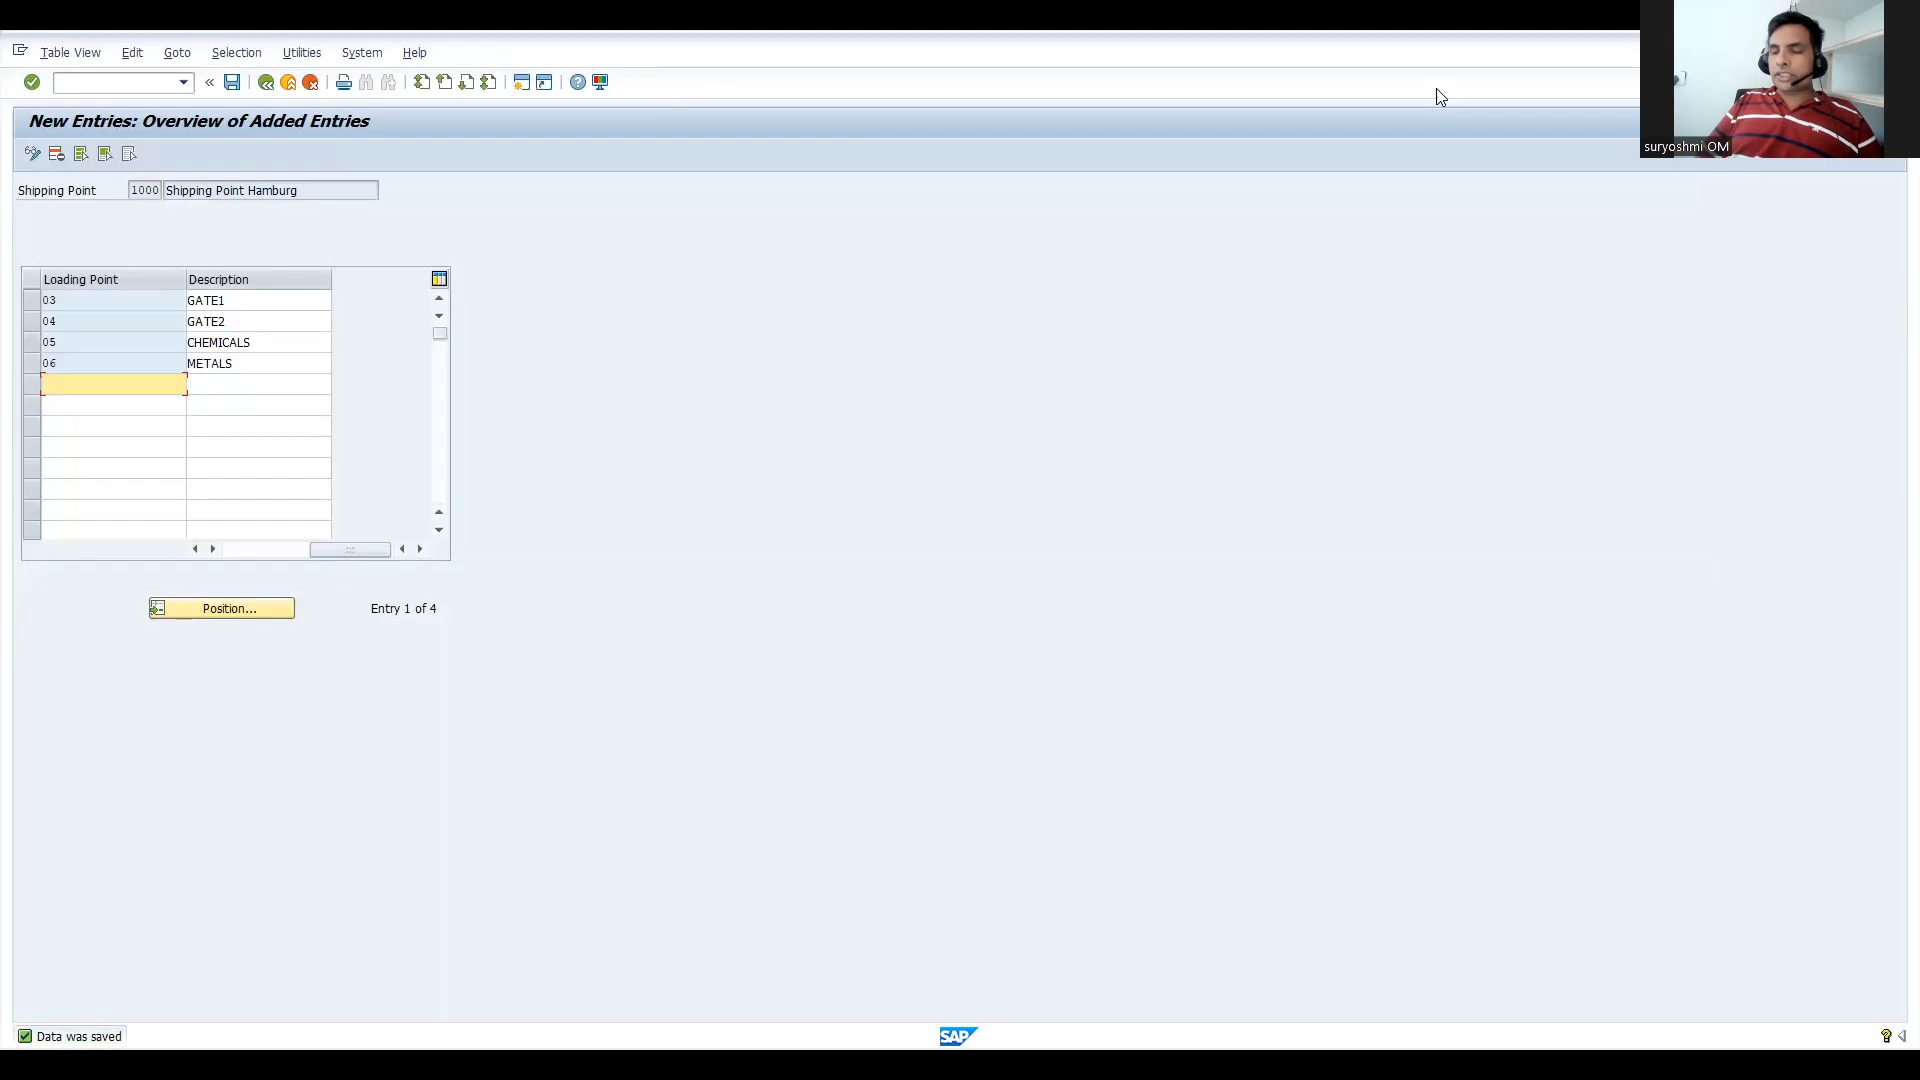 Table View Edit Goto Selection Utilities System Help
New Entries: Overview of Added Entries
suryoshmi OM
Shipping Point 1000 Shipping Point Hamburg
Loading Point Description
03 GATE1
04 GATE2
05 CHEMICALS
06 METALS
Position... Entry 1 of 4
Data was saved
SAP